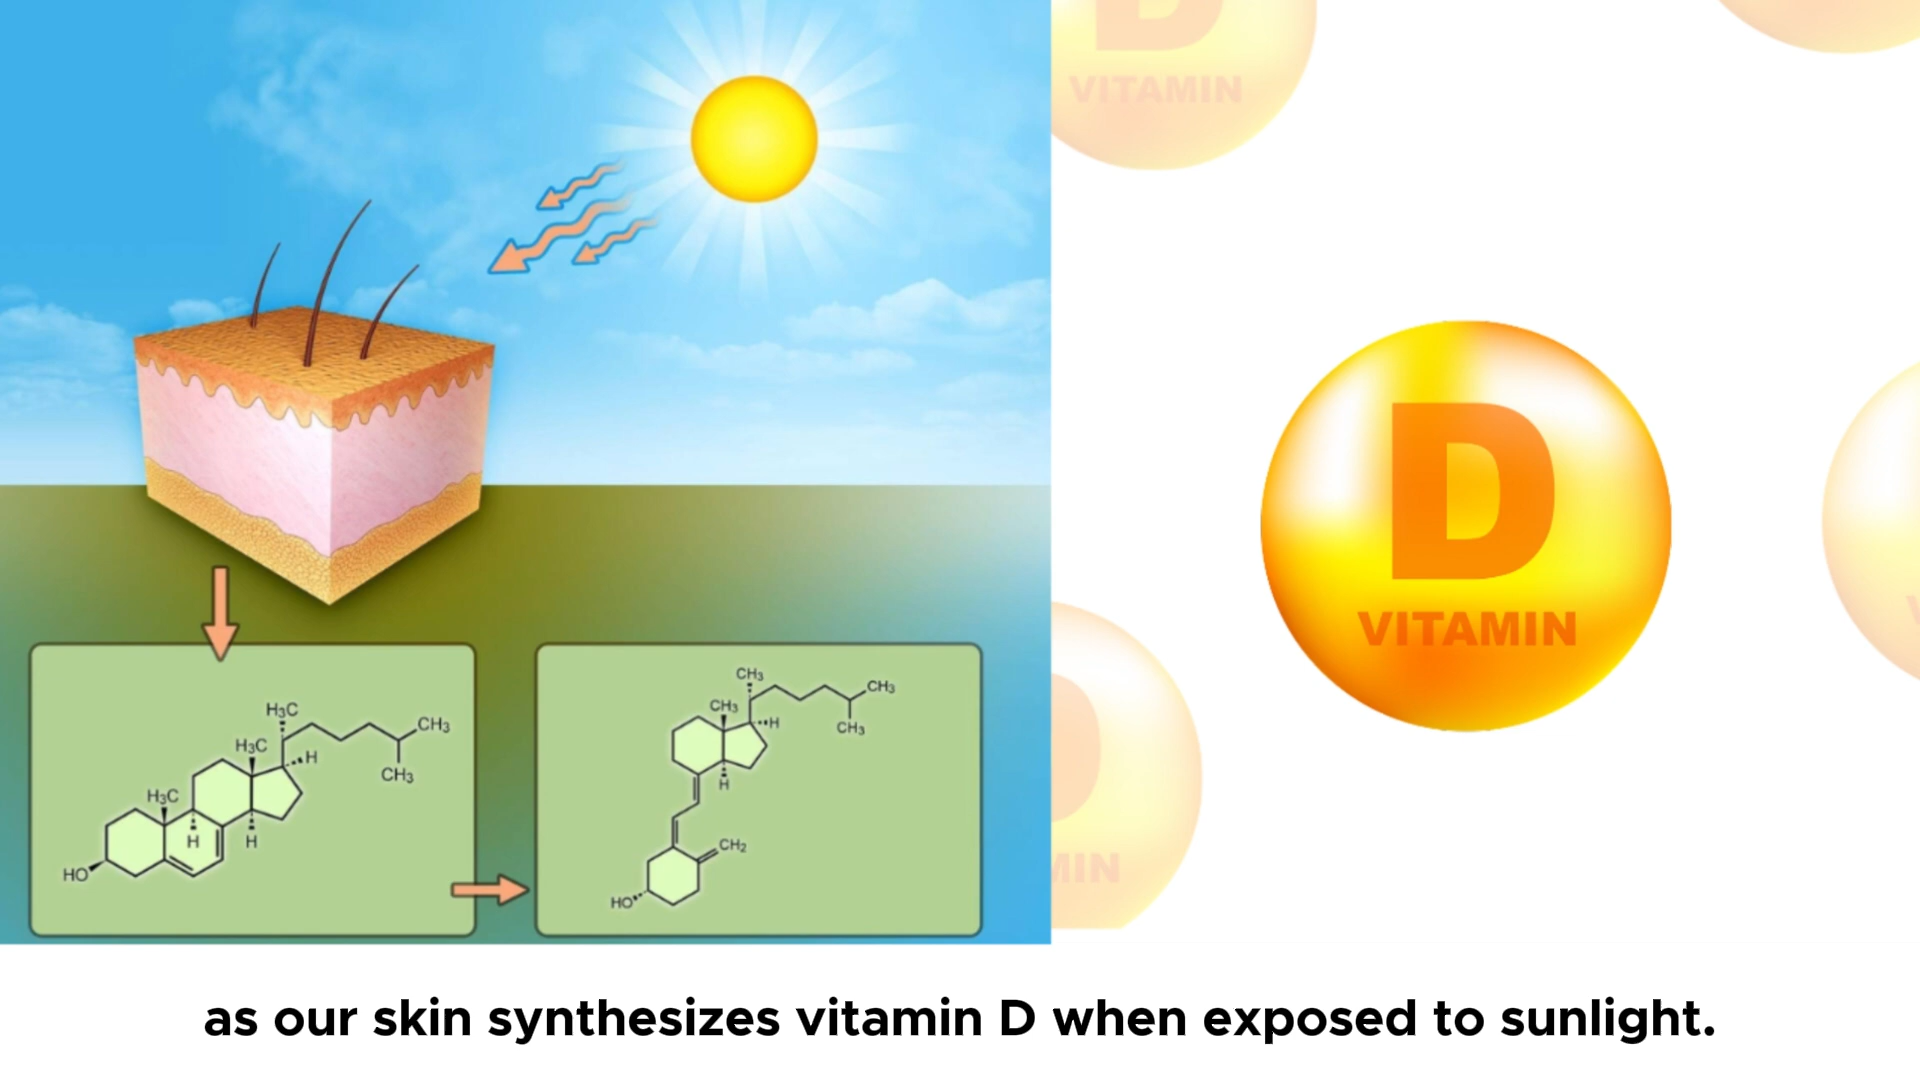 D
VITAMIN
D
VITAMIN
MIN
H₃C
CH₃
H₃C
H
CH₃
H₃C
H
H
HO
CH₃
CH₃
CH₃
H
CH₃
H
CH₂
HO
as our skin synthesizes vitamin D when exposed to sunlight.